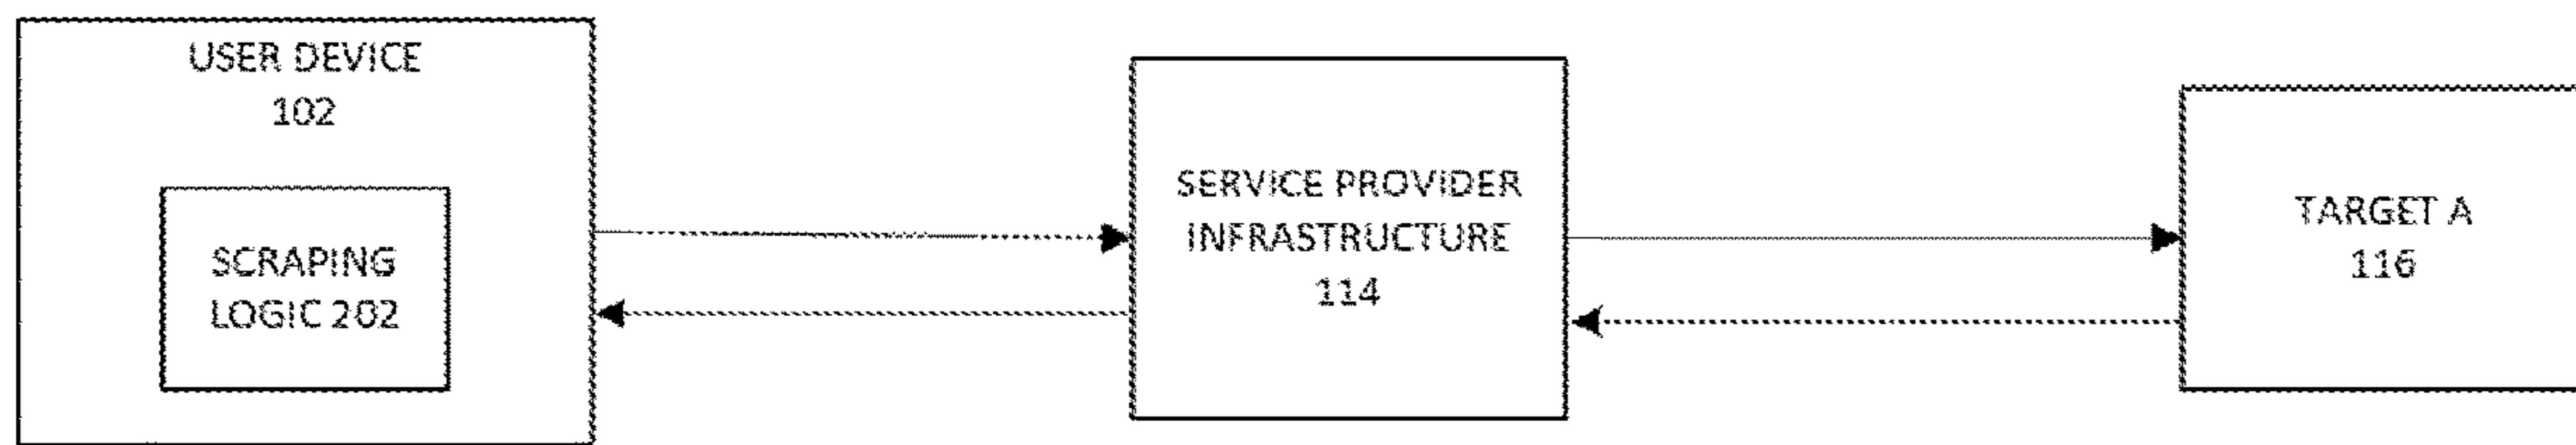 USER DEVICE
102
SCRAPING
LOGIC 202
SERVICE PROVIDER
INFRASTRUCTURE
114
TARGET A
116